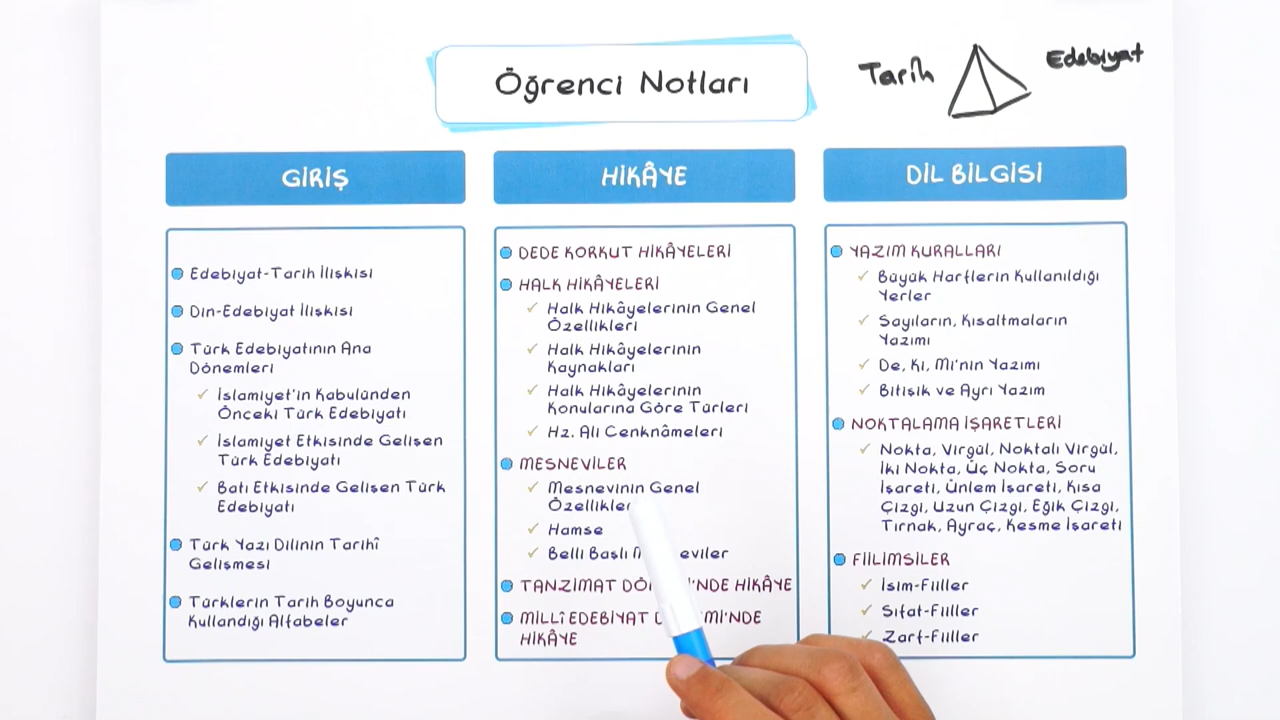 Öğrenci Notları
Tarih
Edebiyat
GİRİŞ
Edebiyat-Tarih İlişkisi
Din-Edebiyat İlişkisi
Türk Edebiyatının Ana
Dönemleri
İslamiyet'in Kabulünden
Önceki Türk Edebiyatı
İslamiyet Etkisinde Gelişen
Türk Edebiyatı
Batı Etkisinde Gelişen Türk
Edebiyatı
Türk Yazı Dilinin Tarihî
Gelişmesi
Türklerin Tarih Boyunca
Kullandığı Alfabeler
HİKÂYE
DEDE KORKUT HİKÂYELERİ
HALK HİKÂYELERİ
Halk Hikâyelerinin Genel
Özellikleri
Halk Hikâyelerinin
Kaynakları
Halk Hikâyelerinin
Konularına Göre Türleri
Hz. Ali Cenknâmeleri
MESNEVİLER
Mesnevinin Genel
Özellikler
Hamse
Belli Başlı
TANZİMAT HİKÂYE
MİLLÎ EDEBİYAT
HİKÂYE
DİL BİLGİSİ
YAZIM KURALLARI
Büyük Harflerin Kullanıldığı
Yerler
Sayıların, Kısaltmaların
Yazımı
De, Ki, Mi'nin Yazımı
Bitişik ve Ayrı Yazım
NOKTALAMA İŞARETLERİ
Nokta, Virgül, Noktalı Virgül,
İki Nokta, Üç Nokta, Soru
İşareti, Ünlem İşareti, Kısa
Çizgi, Uzun Çizgi, Eğik Çizgi,
Tırnak, Ayraç, Kesme İşareti
FİİLİMSİLER
İsim-Fiiller
Sıfat-Fiiller
Zarf-Fiiller